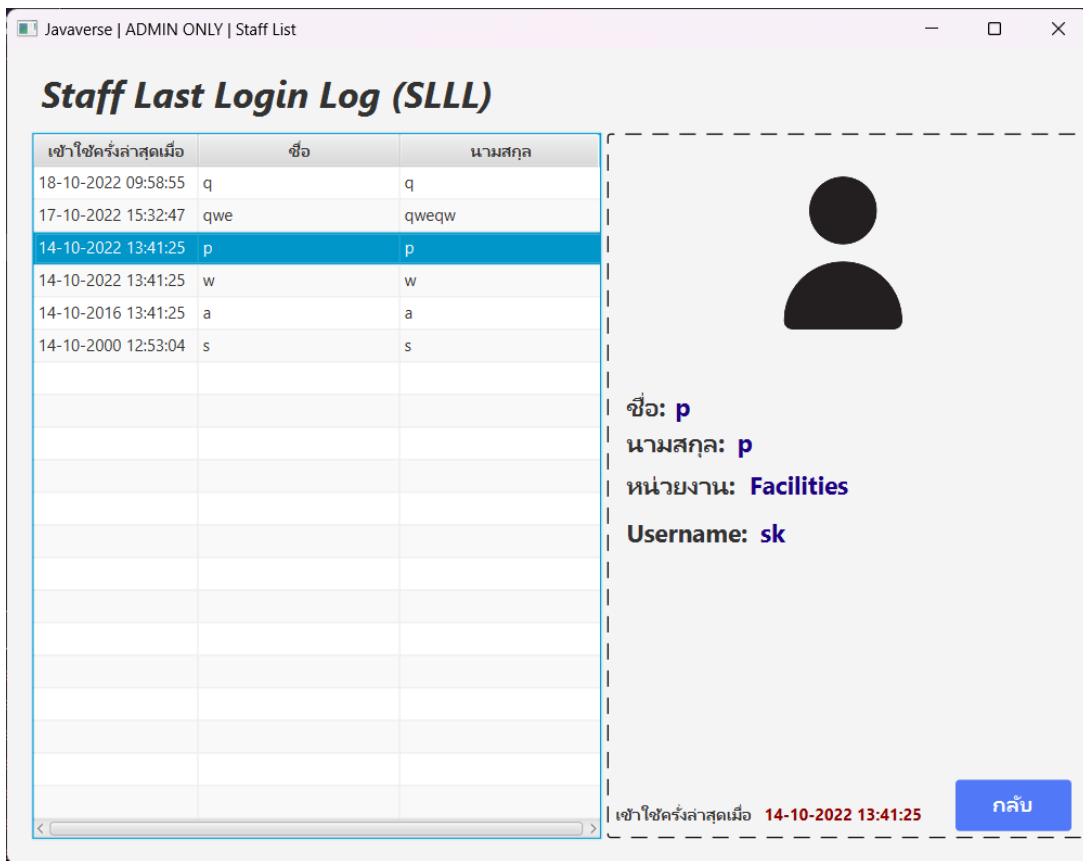 Javaverse | ADMIN ONLY | Staff List
Staff Last Login Log (SLLL)
เข้าใช้ครั้งล่าสุดเมื่อ ชื่อ นามสกุล
18-10-2022 09:58:55 q q
17-10-2022 15:32:47 qwe qweqw
14-10-2022 13:41:25 p p
14-10-2022 13:41:25 w w
14-10-2016 13:41:25 a a
14-10-2000 12:53:04 s s
ชื่อ: p
นามสกุล: p
หน่วยงาน: Facilities
Username: sk
เข้าใช้ครั้งล่าสุดเมื่อ 14-10-2022 13:41:25
กลับ